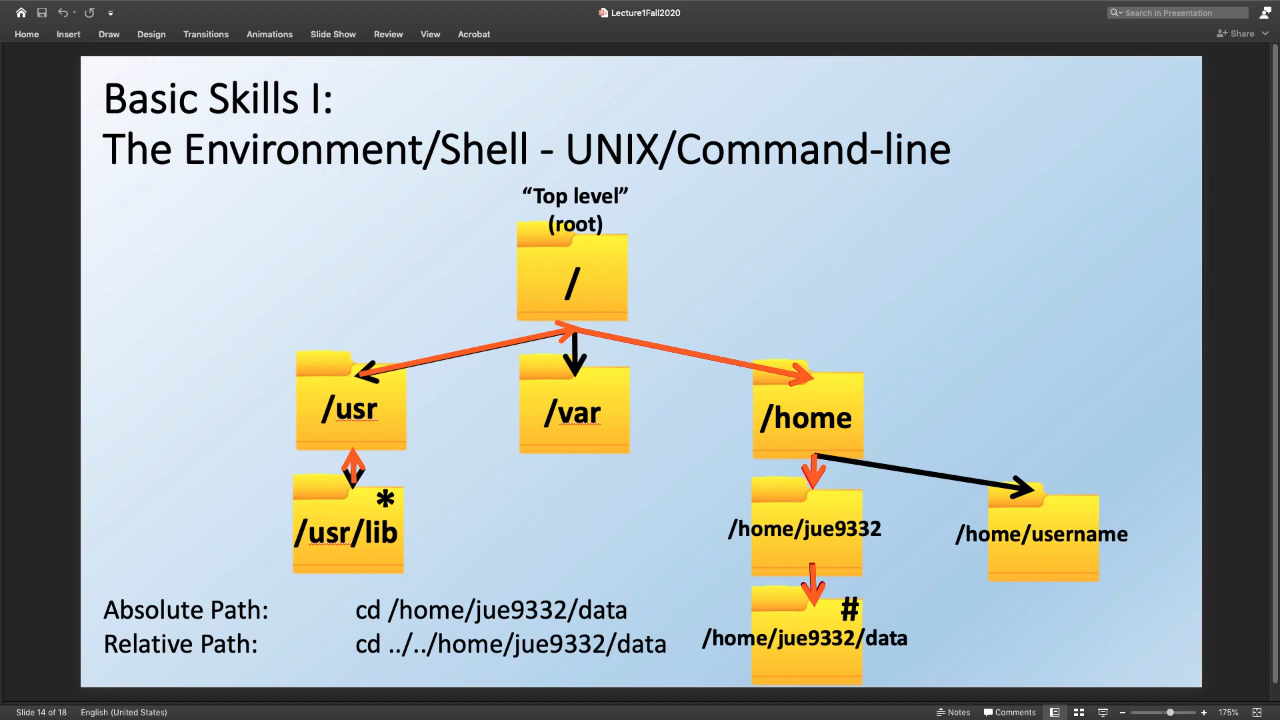 Lecture1Fall2020
Search in Presentation
Home Insert Draw Design Transitions Animations Slide Show Review View Acrobat
Share
Basic Skills I:
The Environment/Shell - UNIX/Command-line
“Top level”
(root)
/
/usr
/var
/home
*
/usr/lib
/home/jue9332
/home/username
#
/home/jue9332/data
Absolute Path: cd /home/jue9332/data
Relative Path: cd ../../home/jue9332/data
Slide 14 of 18 English (United States)
Notes Comments 175%